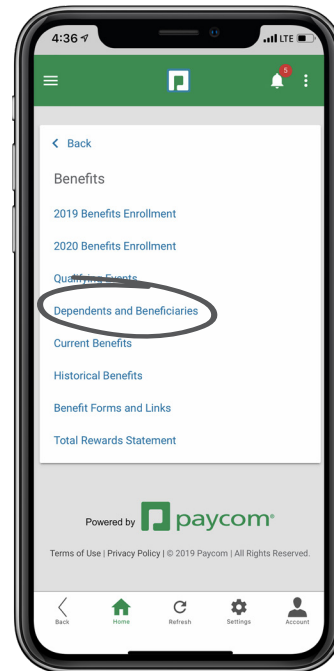 4:36
LTE
5
Back
Benefits
2019 Benefits Enrollment
2020 Benefits Enrollment
Qualifying Events
Dependents and Beneficiaries
Current Benefits
Historical Benefits
Benefit Forms and Links
Total Rewards Statement
Powered by paycom®
Terms of Use | Privacy Policy | © 2019 Paycom | All Rights Reserved.
Back Home Refresh Settings Account